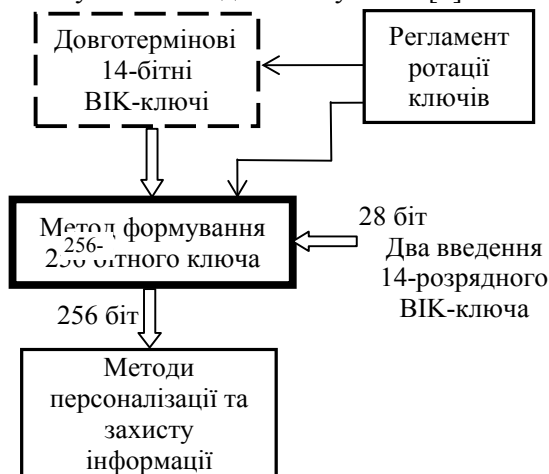 Довготермінові
14-бітні
ВІК-ключі
Регламент
ротації
ключів
Метод формування
256-
бітного ключа
28 біт
Два введення
14-розрядного
ВІК-ключа
256 біт
Методи
персоналізації та
захисту
інформації